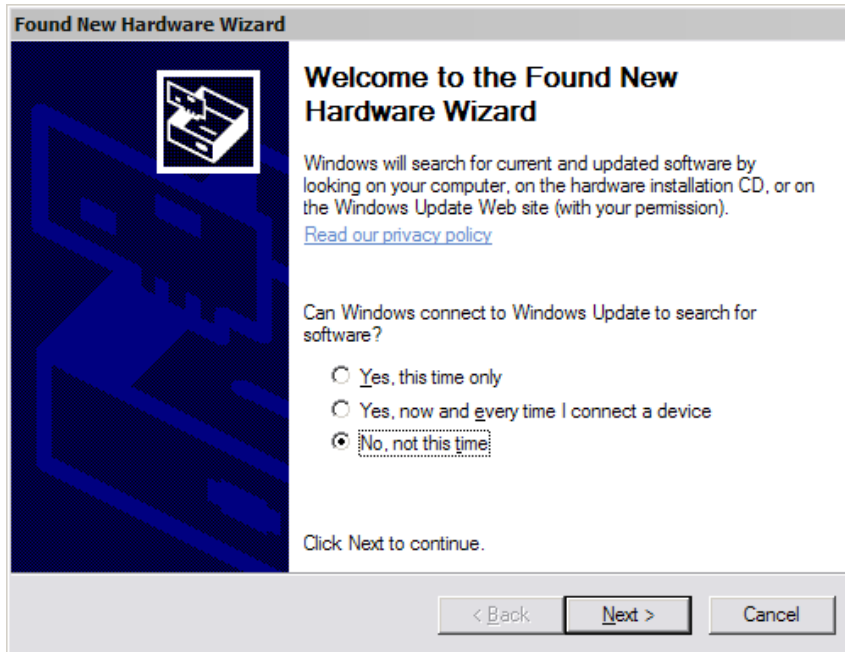 Found New Hardware Wizard
Welcome to the Found New
Hardware Wizard
Windows will search for current and updated software by
looking on your computer, on the hardware installation CD, or on
the Windows Update Web site (with your permission).
Read our privacy policy
Can Windows connect to Windows Update to search for
software?
Yes, this time only
Yes, now and every time I connect a device
No, not this time
Click Next to continue.
< Back Next > Cancel